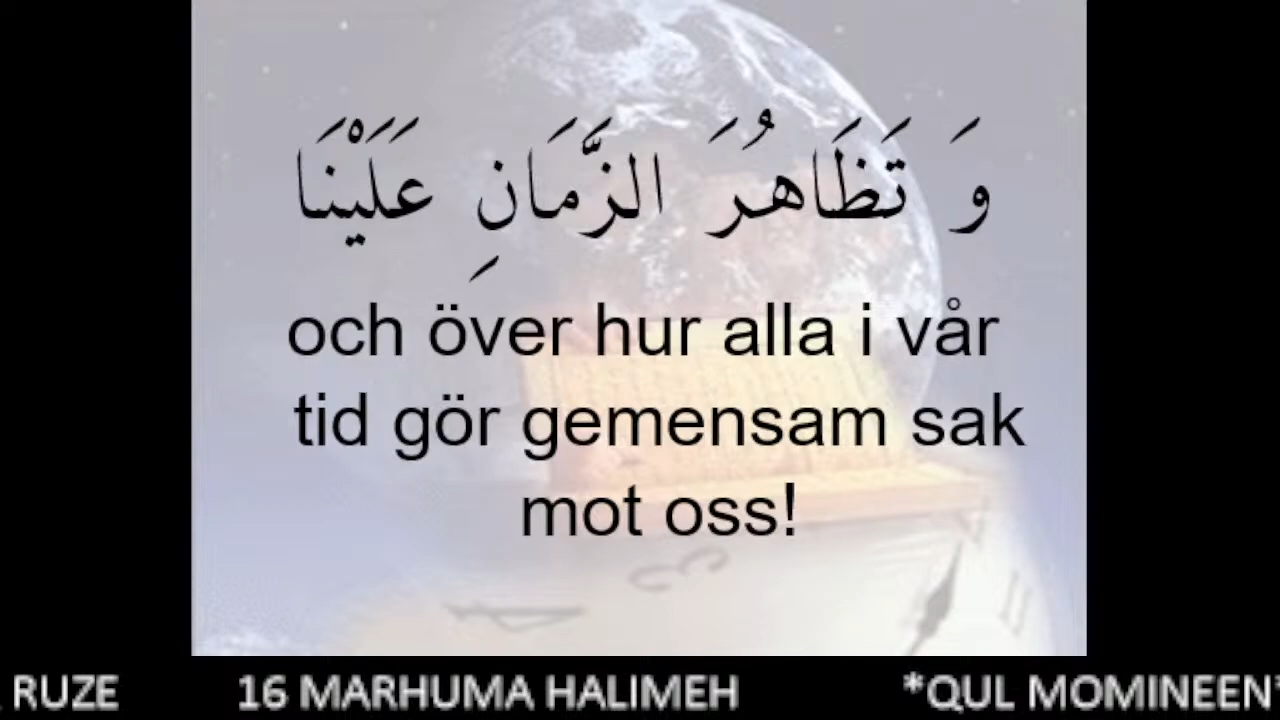 وَ تَظَاهُرَ الزَّمَانِ عَلَيْنَا
och över hur alla i vår
tid gör gemensam sak
mot oss!
RUZE 16 MARHUMA HALIMEH *QUL MOMINEEN*